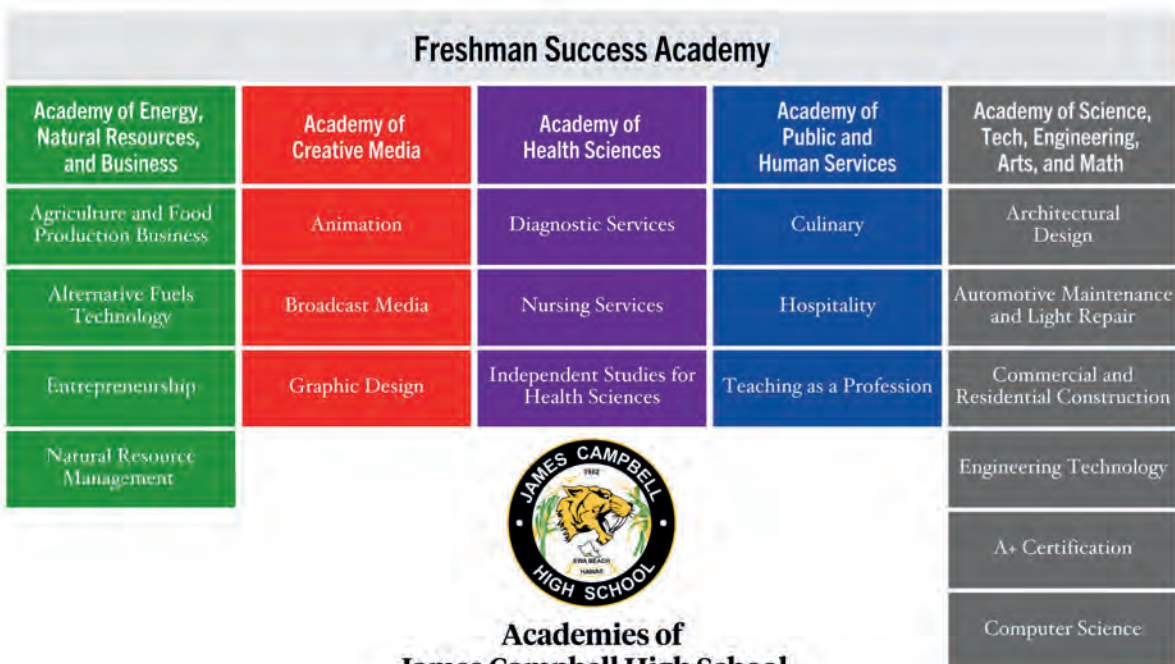 Freshman Success Academy
Academy of Energy,
Natural Resources,
and Business
Academy of
Creative Media
Academy of
Health Sciences
Academy of
Public and
Human Services
Academy of Science,
Tech, Engineering,
Arts, and Math
Agriculture and Food
Production Business
Animation
Diagnostic Services
Culinary
Architectural
Design
Alternative Fuels
Technology
Broadcast Media
Nursing Services
Hospitality
Automotive Maintenance
and Light Repair
Entrepreneurship
Graphic Design
Independent Studies for
Health Sciences
Teaching as a Profession
Commercial and
Residential Construction
Natural Resource
Management
Engineering Technology
A+ Certification
Computer Science
JAMES CAMPBELL
1962
EWA BEACH
HAWAII
HIGH SCHOOL
Academies of
James Campbell High School